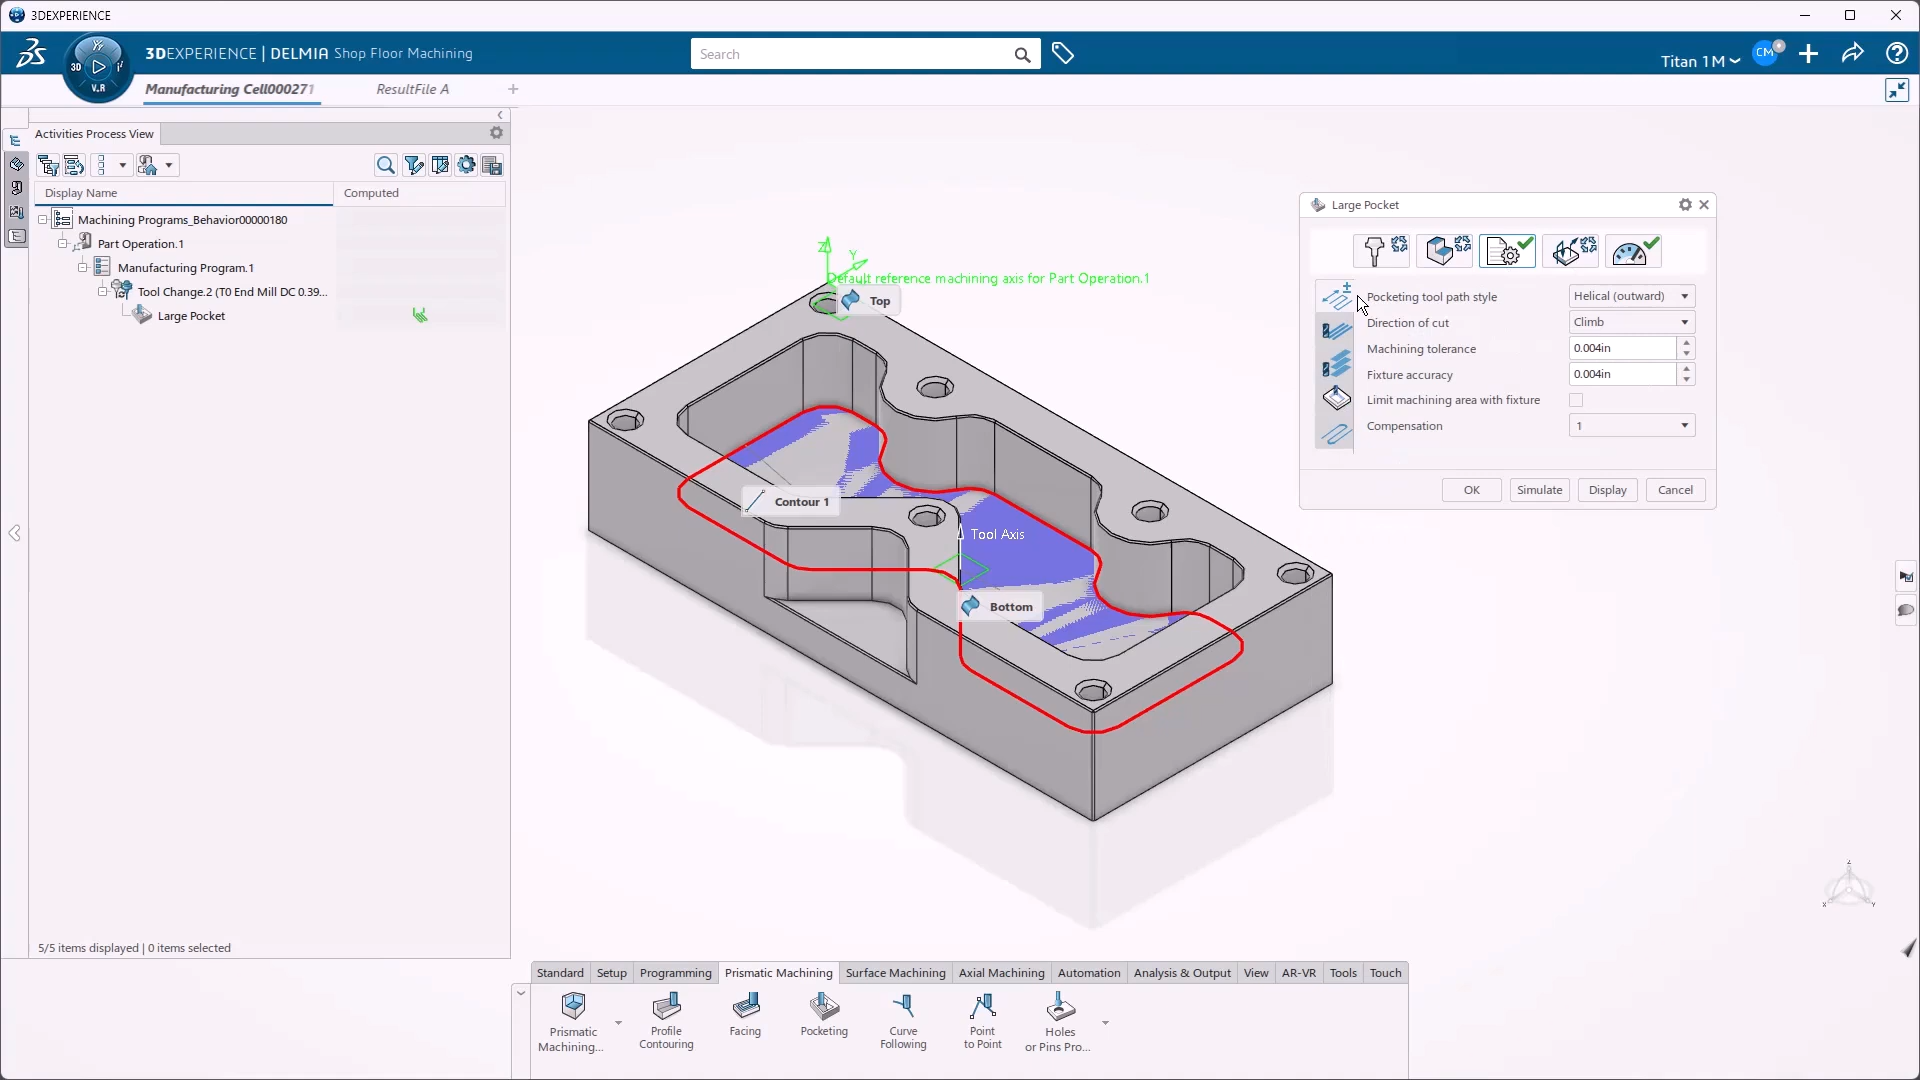 3DEXPERIENCE
3DEXPERIENCE | DELMIA Shop Floor Machining
Search
Titan 1M
CM
3D
V.R
Manufacturing Cell000271
ResultFile A
Activities Process View
Display Name
Computed
Machining Programs_Behavior00000180
Part Operation.1
Manufacturing Program.1
Tool Change.2 (T0 End Mill DC 0.39...
Large Pocket
5/5 items displayed | 0 items selected
Z
Y
Default reference machining axis for Part Operation.1
Top
Contour 1
Tool Axis
Bottom
Large Pocket
Pocketing tool path style
Helical (outward)
Direction of cut
Climb
Machining tolerance
0.004in
Fixture accuracy
0.004in
Limit machining area with fixture
Compensation
1
OK
Simulate
Display
Cancel
Z
X
Y
Standard
Setup
Programming
Prismatic Machining
Surface Machining
Axial Machining
Automation
Analysis & Output
View
AR-VR
Tools
Touch
Prismatic
Machining...
Profile
Contouring
Facing
Pocketing
Curve
Following
Point
to Point
Holes
or Pins Pro...